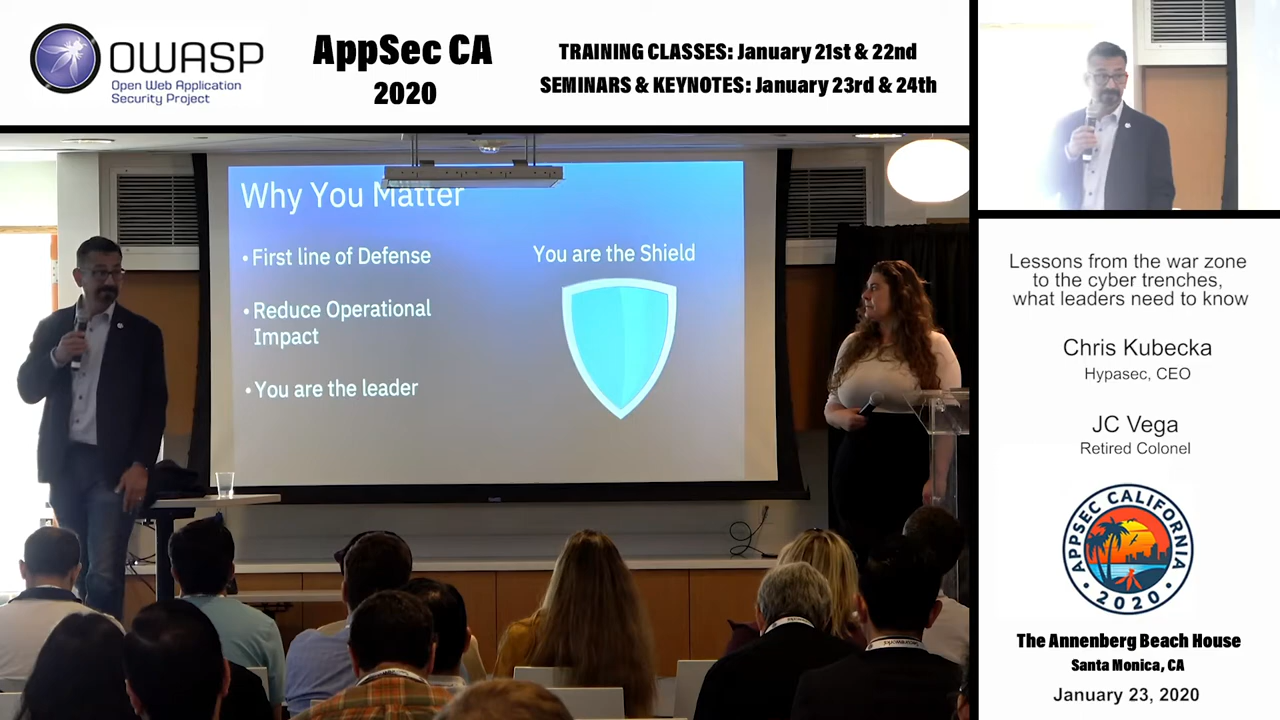 OWASP
Open Web Application
Security Project
AppSec CA
2020
TRAINING CLASSES: January 21st & 22nd
SEMINARS & KEYNOTES: January 23rd & 24th
Why You Matter
• First line of Defense
• Reduce Operational
Impact
• You are the leader
You are the Shield
Lessons from the war zone
to the cyber trenches,
what leaders need to know
Chris Kubecka
Hypasec, CEO
JC Vega
Retired Colonel
APPSEC CALIFORNIA
• 2020 •
The Annenberg Beach House
Santa Monica, CA
January 23, 2020